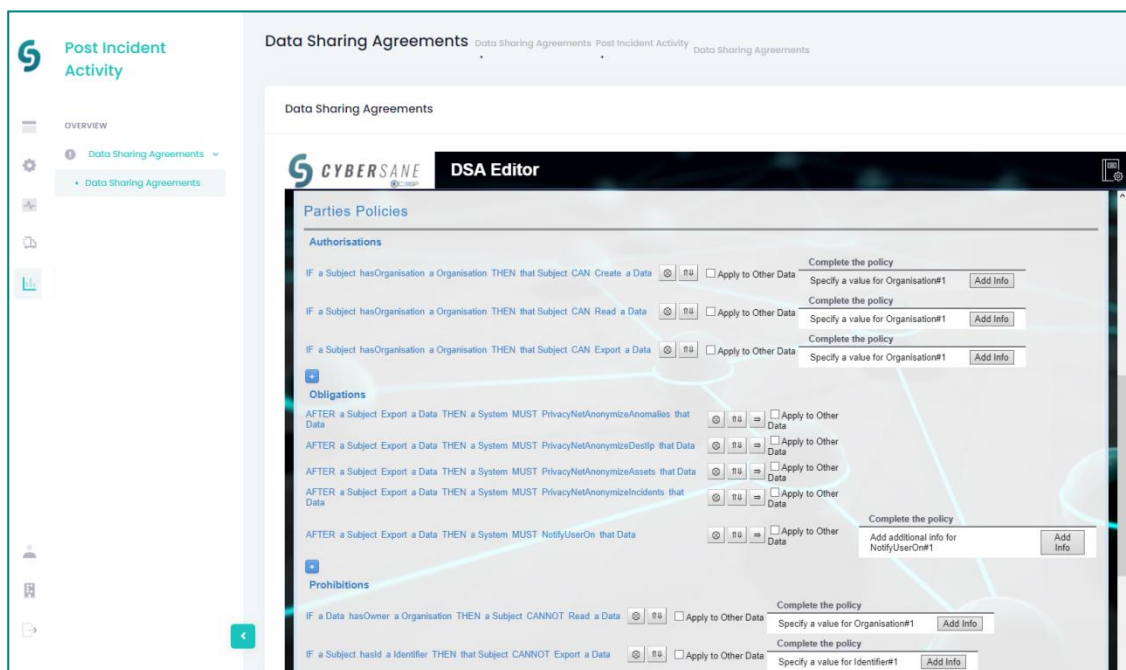 Post Incident
Activity
OVERVIEW
Data Sharing Agreements
• Data Sharing Agreements
Data Sharing Agreements Data Sharing Agreements Post Incident Activity Data Sharing Agreements
Data Sharing Agreements
CYBERSANE DSA Editor
Parties Policies
Authorisations
Complete the policy
IF a Subject hasOrganisation a Organisation THEN that Subject CAN Create a Data Apply to Other Data Specify a value for Organisation#1 Add Info
Complete the policy
IF a Subject hasOrganisation a Organisation THEN that Subject CAN Read a Data Apply to Other Data Specify a value for Organisation#1 Add Info
Complete the policy
IF a Subject hasOrganisation a Organisation THEN that Subject CAN Export a Data Apply to Other Data Specify a value for Organisation#1 Add Info
+
Obligations
AFTER a Subject Export a Data THEN a System MUST PrivacyNetAnonymizeAnomalies that
Data
Apply to Other
Data
AFTER a Subject Export a Data THEN a System MUST PrivacyNetAnonymizeDestIp that Data
Apply to Other
Data
AFTER a Subject Export a Data THEN a System MUST PrivacyNetAnonymizeAssets that Data
Apply to Other
Data
AFTER a Subject Export a Data THEN a System MUST PrivacyNetAnonymizeIncidents that
Data
Apply to Other
Data
AFTER a Subject Export a Data THEN a System MUST NotifyUserOn that Data
Apply to Other
Data
Complete the policy
Add additional info for
NotifyUserOn#1
Add
Info
+
Prohibitions
Complete the policy
IF a Data hasOwner a Organisation THEN a Subject CANNOT Read a Data Apply to Other Data Specify a value for Organisation#1 Add Info
Complete the policy
IF a Subject hasId a Identifier THEN that Subject CANNOT Export a Data Apply to Other Data Specify a value for Identifier#1 Add Info